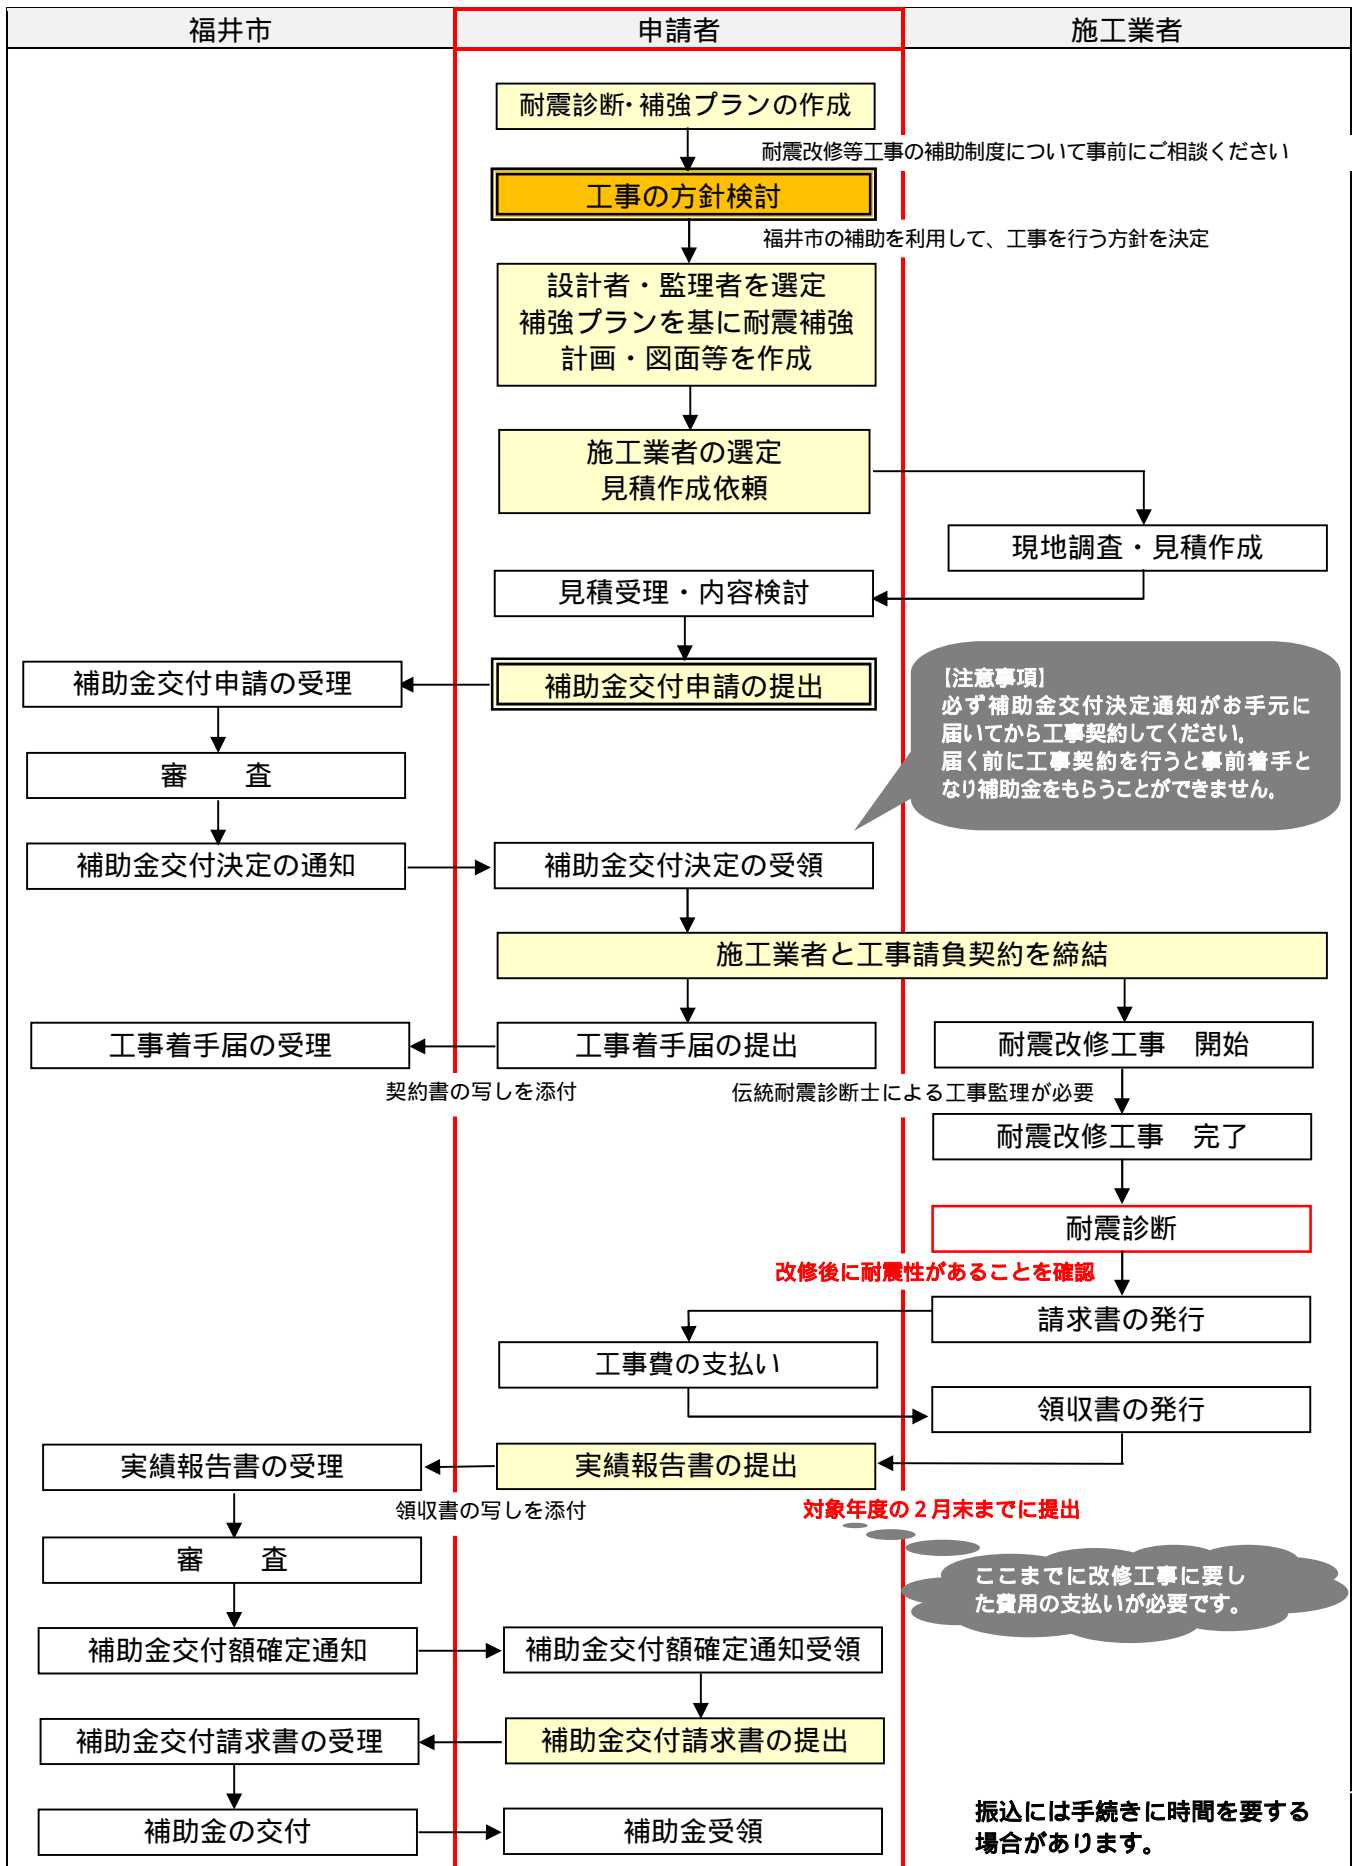 福井市
申請者
施工業者
耐震診断・補強プランの作成
耐震改修等工事の補助制度について事前にご相談ください
工事の方針検討
福井市の補助を利用して、工事を行う方針を決定
設計者・監理者を選定
補強プランを基に耐震補強
計画・図面等を作成
施工業者の選定
見積作成依頼
現地調査・見積作成
見積受理・内容検討
補助金交付申請の受理
補助金交付申請の提出
【注意事項】
必ず補助金交付決定通知がお手元に
届いてから工事契約してください。
届く前に工事契約を行うと事前着手と
なり補助金をもらうことができません。
審　　査
補助金交付決定の通知
補助金交付決定の受領
施工業者と工事請負契約を締結
工事着手届の受理
工事着手届の提出
耐震改修工事　開始
契約書の写しを添付
伝統耐震診断士による工事監理が必要
耐震改修工事　完了
耐震診断
改修後に耐震性があることを確認
請求書の発行
工事費の支払い
領収書の発行
実績報告書の受理
実績報告書の提出
領収書の写しを添付
対象年度の２月末までに提出
審　　査
ここまでに改修工事に要し
た費用の支払いが必要です。
補助金交付額確定通知
補助金交付額確定通知受領
補助金交付請求書の受理
補助金交付請求書の提出
補助金の交付
補助金受領
振込には手続きに時間を要する
場合があります。